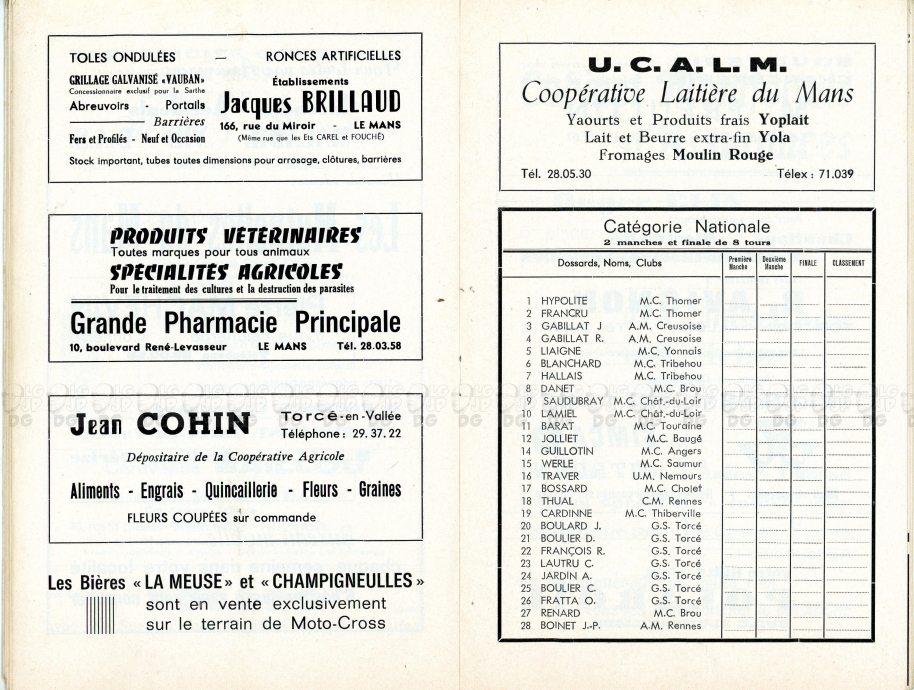 TOLES ONDULÉES — RONCES ARTIFICIELLES
GRILLAGE GALVANISÉ «VAUBAN»
Concessionnaire exclusif pour la Sarthe
Abreuvoirs - Portails
Barrières
Fers et Profilés - Neuf et Occasion
Établissements
Jacques BRILLAUD
166, rue du Miroir - LE MANS
(Même rue que les Ets CAREL et FOUCHÉ)
Stock important, tubes toutes dimensions pour arrosage, clôtures, barrières
PRODUITS VÉTÉRINAIRES
Toutes marques pour tous animaux
SPÉCIALITÉS AGRICOLES
Pour le traitement des cultures et la destruction des parasites
Grande Pharmacie Principale
10, boulevard René-Levasseur LE MANS Tél. 28.03.58
Jean COHIN
Torcé-en-Vallée
Téléphone : 29.37.22
Dépositaire de la Coopérative Agricole
Aliments - Engrais - Quincaillerie - Fleurs - Graines
FLEURS COUPÉES sur commande
Les Bières « LA MEUSE » et « CHAMPIGNEULLES »
sont en vente exclusivement
sur le terrain de Moto-Cross
U. C. A. L. M.
Coopérative Laitière du Mans
Yaourts et Produits frais Yoplait
Lait et Beurre extra-fin Yola
Fromages Moulin Rouge
Tél. 28.05.30 Télex : 71.039
Catégorie Nationale
2 manches et finale de 8 tours
Dossards, Noms, Clubs
Première Manche
Deuxième Manche
FINALE
CLASSEMENT
1 HYPOLITE M.C. Thomer
2 FRANCRU M.C. Thomer
3 GABILLAT J A.M. Creusoise
4 GABILLAT R. A.M. Creusoise
5 LIAIGNE M.C. Yonnais
6 BLANCHARD M.C. Tribehou
7 HALLAIS M.C. Tribehou
8 DANET M.C. Brou
9 SAUDUBRAY M.C. Chât.-du-Loir
10 LAMIEL M.C. Chât.-du-Loir
11 BARAT M.C. Touraine
12 JOLLIET M.C. Baugé
14 GUILLOTIN M.C. Angers
15 WERLE M.C. Saumur
16 TRAVER U.M. Nemours
17 BOSSARD M.C. Cholet
18 THUAL C.M. Rennes
19 CARDINNE M.C. Thiberville
20 BOULARD J. G.S. Torcé
21 BOULIER D. G.S. Torcé
22 FRANÇOIS R. G.S. Torcé
23 LAUTRU C. G.S. Torcé
24 JARDIN A. G.S. Torcé
25 BOULIER C. G.S. Torcé
26 FRATTA O. G.S. Torcé
27 RENARD M.C. Brou
28 BOINET J.-P. A.M. Rennes